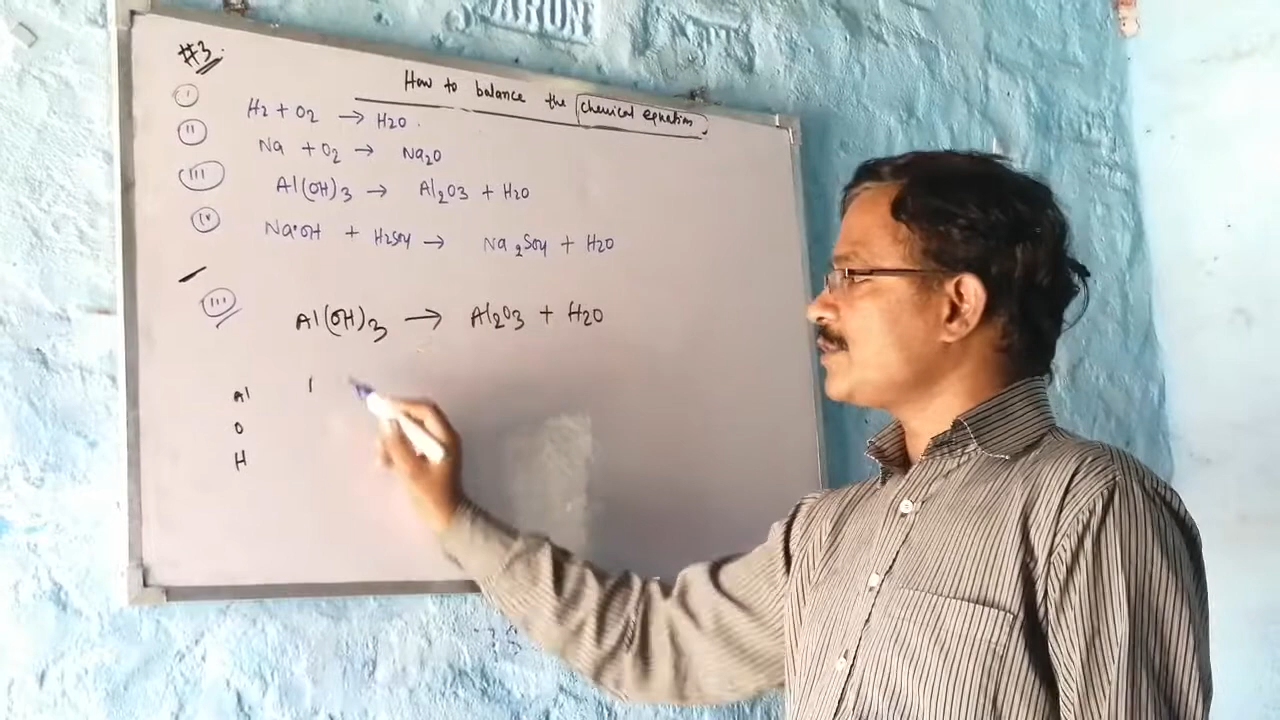 ARUN
#3.
How to balance the chemical equation
i H2 + O2 → H2O.
ii Na + O2 → Na2O
iii Al(OH)3 → Al2O3 + H2O
iv NaOH + H2SO4 → Na2SO4 + H2O
iii Al(OH)3 → Al2O3 + H2O
Al 1
O
H